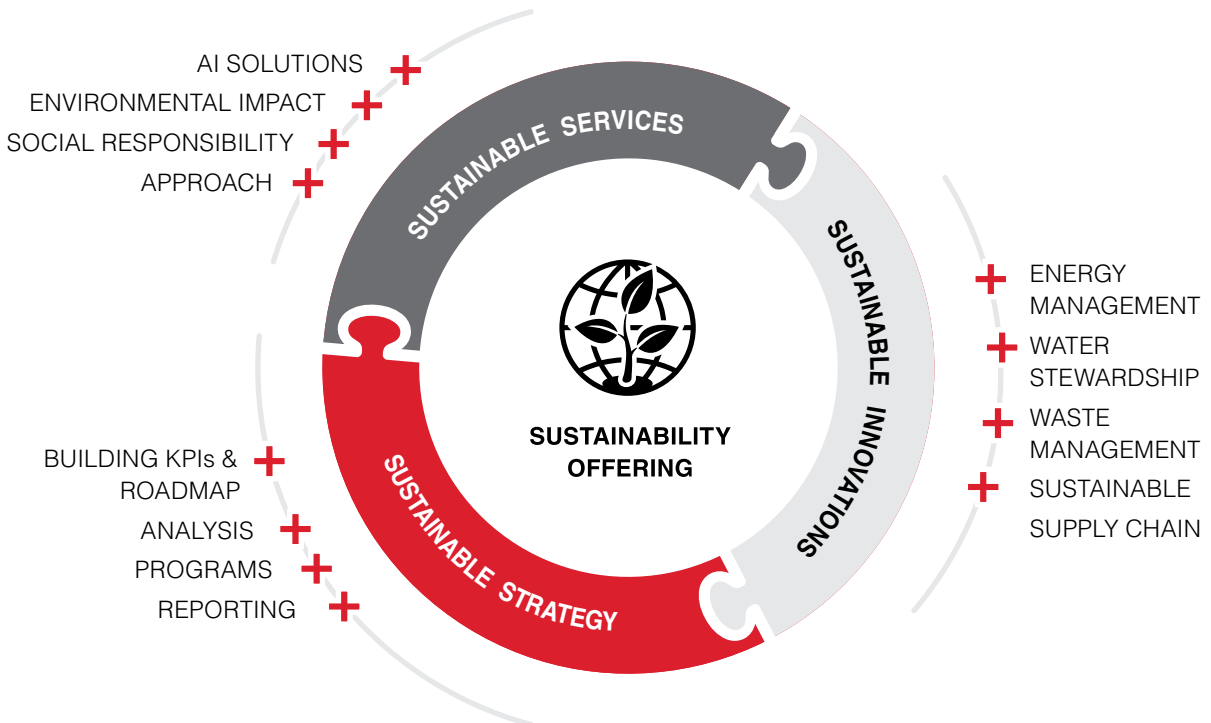 AI SOLUTIONS
ENVIRONMENTAL IMPACT
SOCIAL RESPONSIBILITY
APPROACH
SUSTAINABLE SERVICES
SUSTAINABLE INNOVATIONS
ENERGY
MANAGEMENT
WATER
STEWARDSHIP
WASTE
MANAGEMENT
SUSTAINABLE
SUPPLY CHAIN
SUSTAINABILITY
OFFERING
BUILDING KPIs &
ROADMAP
ANALYSIS
PROGRAMS
REPORTING
SUSTAINABLE STRATEGY